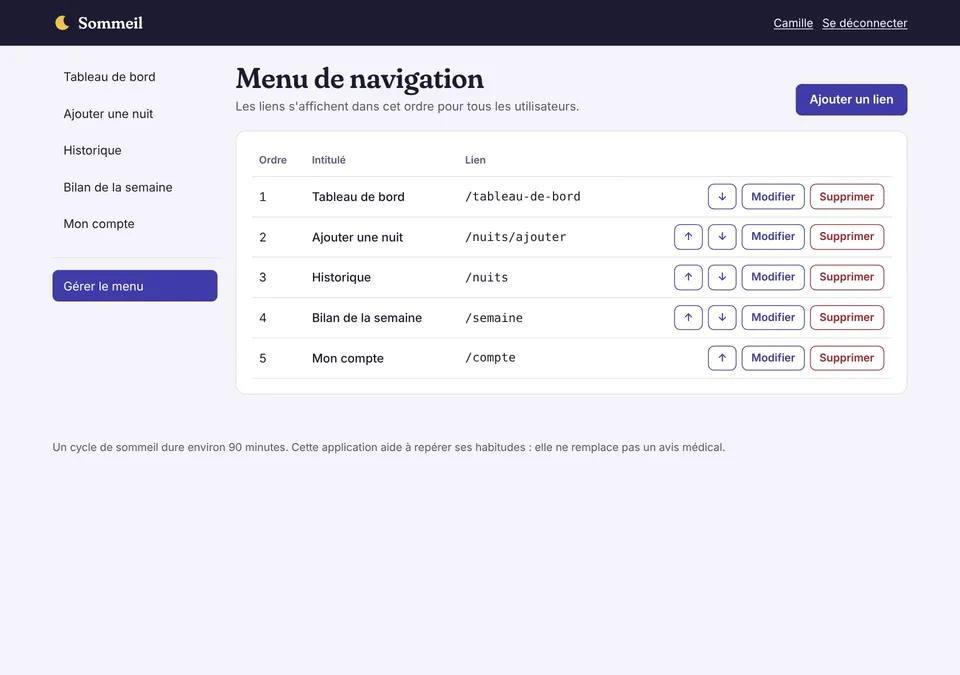 Sommeil
Camille Se déconnecter
Tableau de bord
Ajouter une nuit
Historique
Bilan de la semaine
Mon compte
Gérer le menu
Menu de navigation
Les liens s'affichent dans cet ordre pour tous les utilisateurs.
Ajouter un lien
Ordre Intitulé Lien
1 Tableau de bord /tableau-de-bord ↓ Modifier Supprimer
2 Ajouter une nuit /nuits/ajouter ↑ ↓ Modifier Supprimer
3 Historique /nuits ↑ ↓ Modifier Supprimer
4 Bilan de la semaine /semaine ↑ ↓ Modifier Supprimer
5 Mon compte /compte ↑ Modifier Supprimer
Un cycle de sommeil dure environ 90 minutes. Cette application aide à repérer ses habitudes : elle ne remplace pas un avis médical.